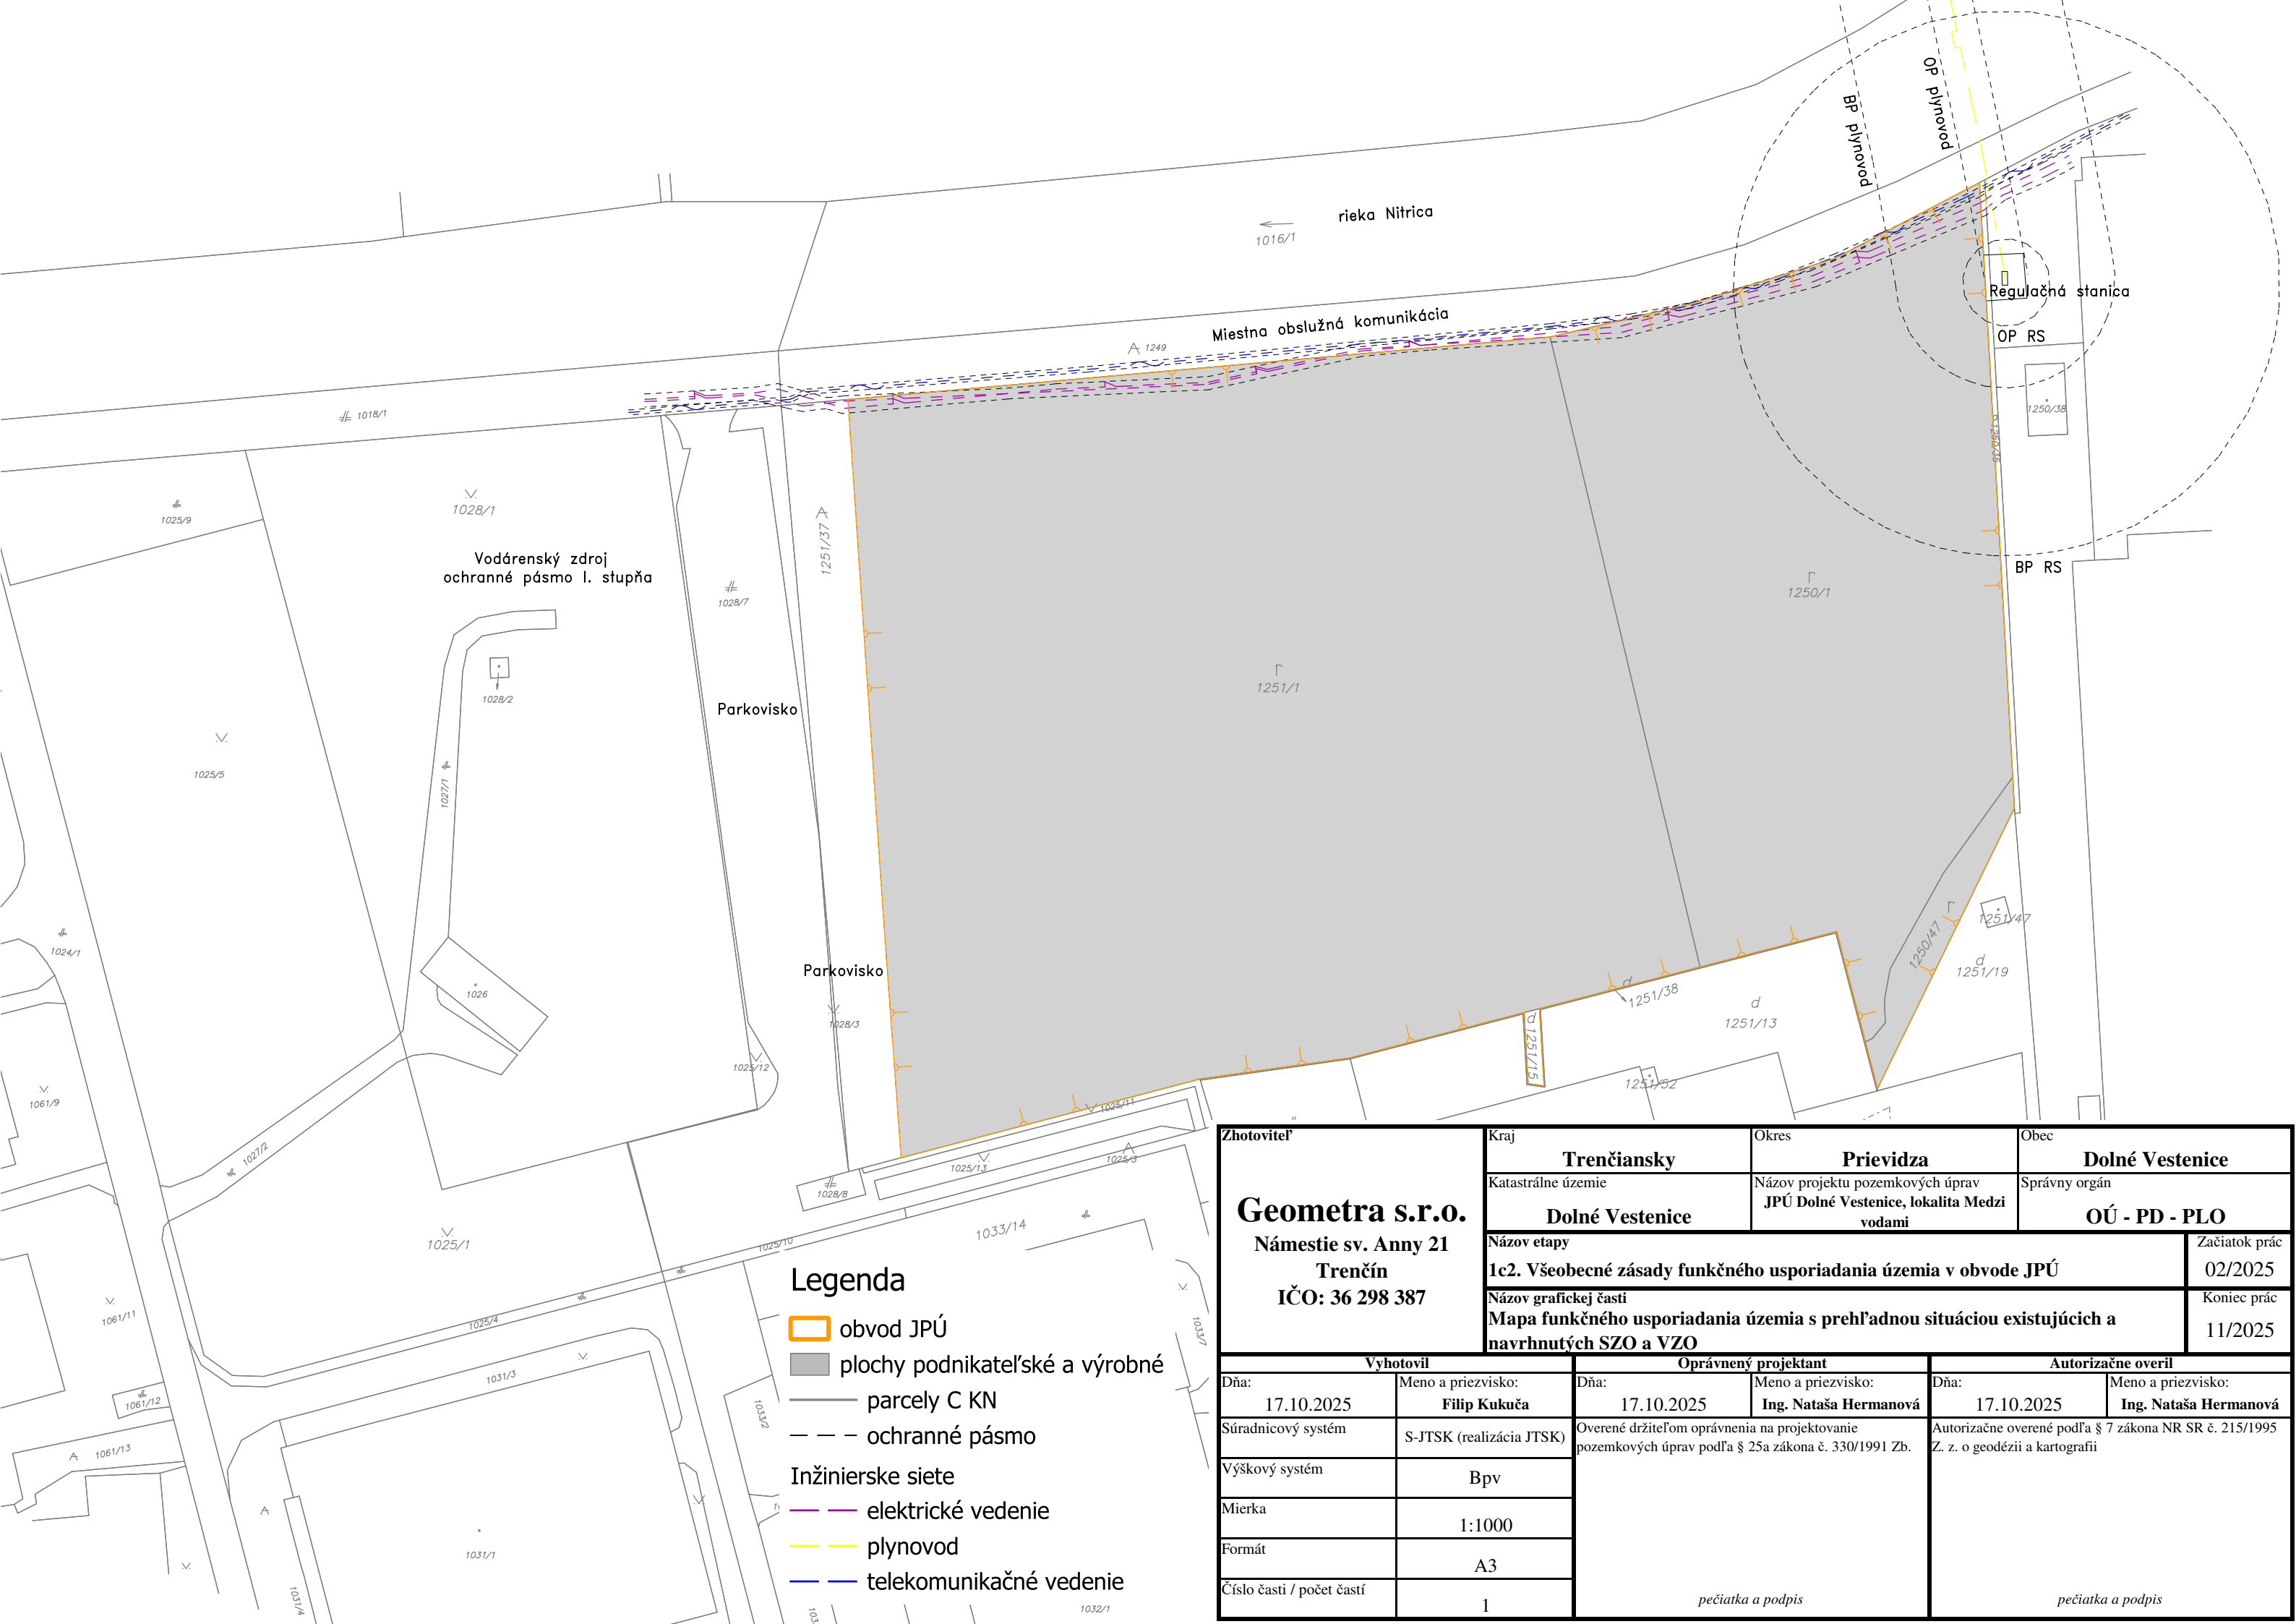 OP plynovod
BP plynovod
rieka Nitrica
1016/1
Regulačná stanica
Miestna obslužná komunikácia
OP RS
1249
1250/38
1018/1
1250/36
1028/1
1025/9
1251/37
Vodárenský zdroj
ochranné pásmo I. stupňa
BP RS
r
1250/1
1028/7
r
1251/1
1028/2
Parkovisko
1025/5
1027/1
r
1251/47
1250/47
d
1251/19
1024/1
Parkovisko
1026
d
1251/38
d
1251/13
1028/3
d 1251/15
1025/12
1251/52
1061/9
1025/11
1027/2
1025/3
1025/13
1028/8
1033/14
1025/1
1025/10
1061/11
1025/4
1033/7
1031/3
1061/12
1033/2
1061/13
1031/1
1031/4
1032/1
Legenda
obvod JPÚ
plochy podnikateľské a výrobné
parcely C KN
ochranné pásmo
Inžinierske siete
elektrické vedenie
plynovod
telekomunikačné vedenie
Zhotoviteľ
Geometra s.r.o.
Námestie sv. Anny 21
Trenčín
IČO: 36 298 387
Kraj
Trenčiansky
Okres
Prievidza
Obec
Dolné Vestenice
Katastrálne územie
Dolné Vestenice
Názov projektu pozemkových úprav
JPÚ Dolné Vestenice, lokalita Medzi
vodami
Správny orgán
OÚ - PD - PLO
Názov etapy
1c2. Všeobecné zásady funkčného usporiadania územia v obvode JPÚ
Začiatok prác
02/2025
Názov grafickej časti
Mapa funkčného usporiadania územia s prehľadnou situáciou existujúcich a
navrhnutých SZO a VZO
Koniec prác
11/2025
Vyhotovil
Oprávnený projektant
Autorizačne overil
Dňa:
17.10.2025
Meno a priezvisko:
Filip Kukuča
Dňa:
17.10.2025
Meno a priezvisko:
Ing. Nataša Hermanová
Dňa:
17.10.2025
Meno a priezvisko:
Ing. Nataša Hermanová
Súradnicový systém
S-JTSK (realizácia JTSK)
Overené držiteľom oprávnenia na projektovanie
pozemkových úprav podľa § 25a zákona č. 330/1991 Zb.
Autorizačne overené podľa § 7 zákona NR SR č. 215/1995
Z. z. o geodézii a kartografii
Výškový systém
Bpv
Mierka
1:1000
Formát
A3
Číslo časti / počet častí
1
pečiatka a podpis
pečiatka a podpis